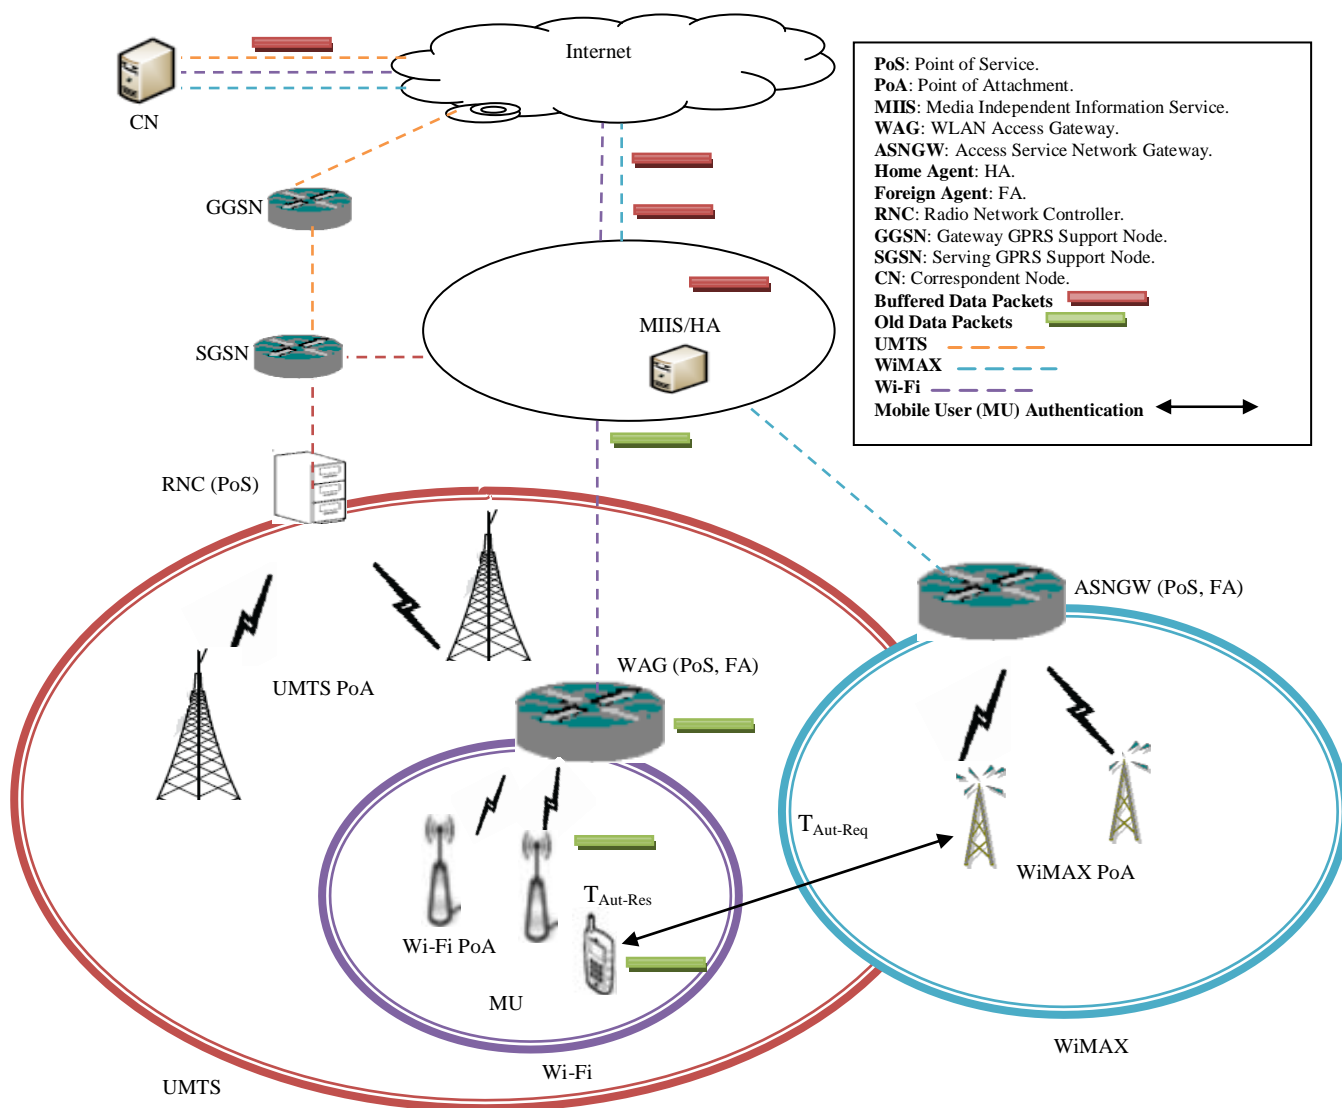 Internet
CN
PoS: Point of Service.
PoA: Point of Attachment.
MIIS: Media Independent Information Service.
WAG: WLAN Access Gateway.
ASNGW: Access Service Network Gateway.
Home Agent: HA.
Foreign Agent: FA.
RNC: Radio Network Controller.
GGSN: Gateway GPRS Support Node.
SGSN: Serving GPRS Support Node.
CN: Correspondent Node.
Buffered Data Packets
Old Data Packets
UMTS
WiMAX
Wi-Fi
Mobile User (MU) Authentication
GGSN
MIIS/HA
SGSN
RNC (PoS)
ASNGW (PoS, FA)
WAG (PoS, FA)
UMTS PoA
TAut-Req
WiMAX PoA
TAut-Res
Wi-Fi PoA
MU
WiMAX
Wi-Fi
UMTS